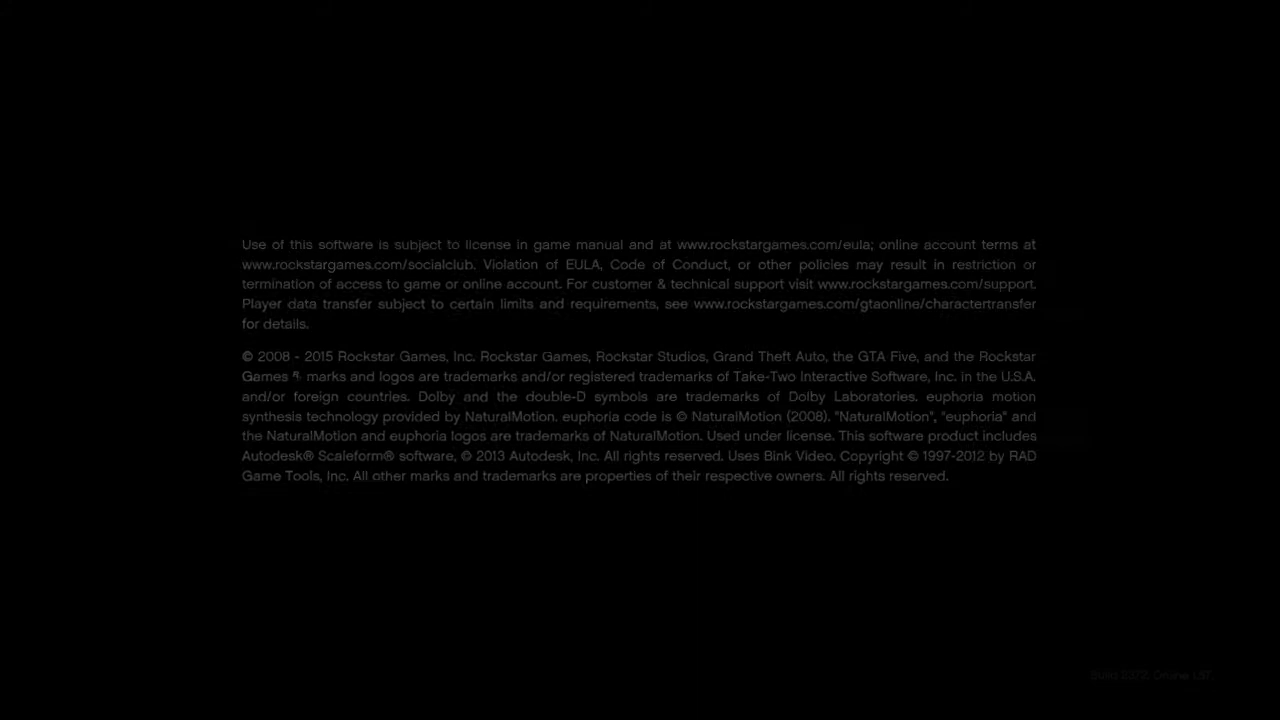 Use of this software is subject to license in game manual and at www.rockstargames.com/eula; online account terms at
www.rockstargames.com/socialclub. Violation of EULA, Code of Conduct, or other policies may result in restriction or
termination of access to game or online account. For customer & technical support visit www.rockstargames.com/support.
Player data transfer subject to certain limits and requirements, see www.rockstargames.com/gtaonline/charactertransfer
for details.
© 2008 - 2015 Rockstar Games, Inc. Rockstar Games, Rockstar Studios, Grand Theft Auto, the GTA Five, and the Rockstar
Games R* marks and logos are trademarks and/or registered trademarks of Take-Two Interactive Software, Inc. in the U.S.A.
and/or foreign countries. Dolby and the double-D symbols are trademarks of Dolby Laboratories. euphoria motion
synthesis technology provided by NaturalMotion. euphoria code is © NaturalMotion (2008). "NaturalMotion", "euphoria" and
the NaturalMotion and euphoria logos are trademarks of NaturalMotion. Used under license. This software product includes
Autodesk® Scaleform® software, © 2013 Autodesk, Inc. All rights reserved. Uses Bink Video. Copyright © 1997-2012 by RAD
Game Tools, Inc. All other marks and trademarks are properties of their respective owners. All rights reserved.
Build Online